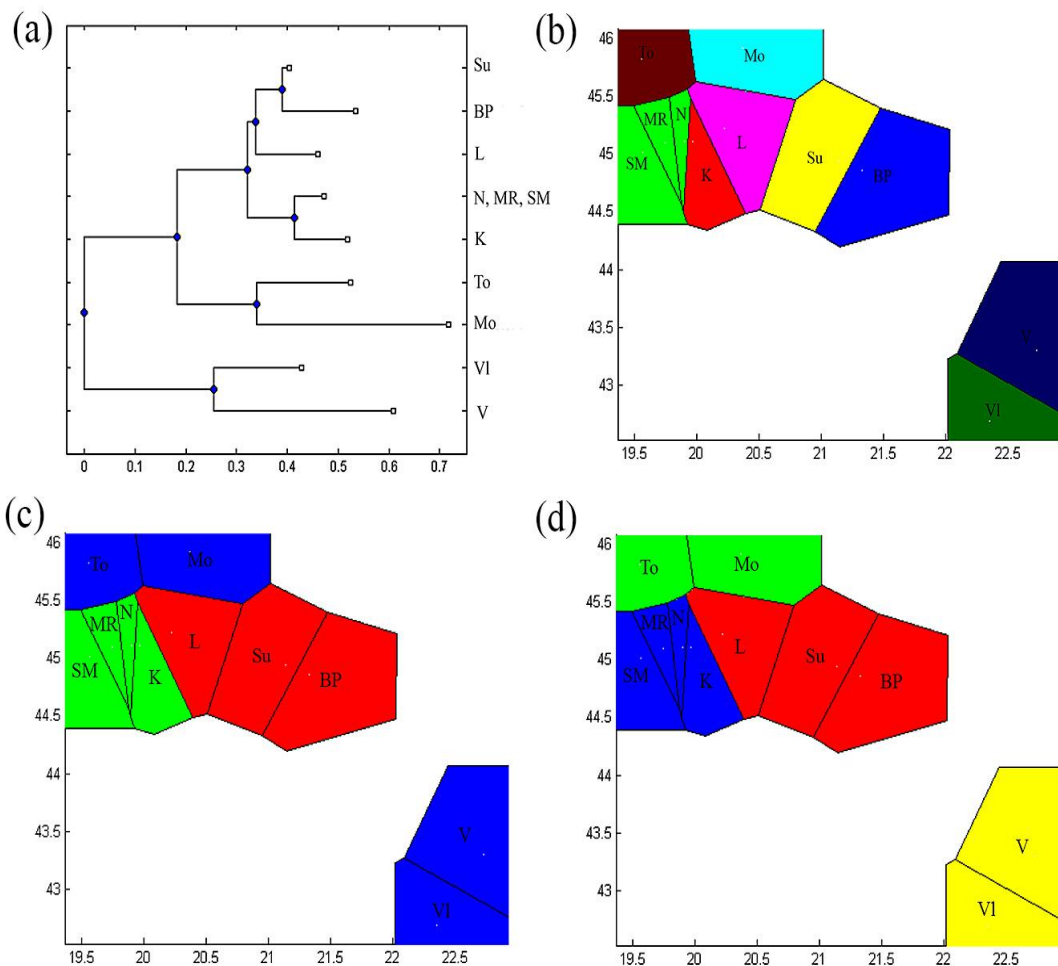 (a)
Su
BP
L
N, MR, SM
K
To
Mo
Vl
V
0 0.1 0.2 0.3 0.4 0.5 0.6 0.7
(b)
46
45.5
45
44.5
44
43.5
43
To
Mo
MR
N
SM
K
L
Su
BP
V
Vl
19.5 20 20.5 21 21.5 22 22.5
(c)
46
45.5
45
44.5
44
43.5
43
To
Mo
N
MR
SM
K
L
Su
BP
V
Vl
19.5 20 20.5 21 21.5 22 22.5
(d)
46
45.5
45
44.5
44
43.5
43
To
Mo
N
MR
SM
K
L
Su
BP
V
Vl
19.5 20 20.5 21 21.5 22 22.5